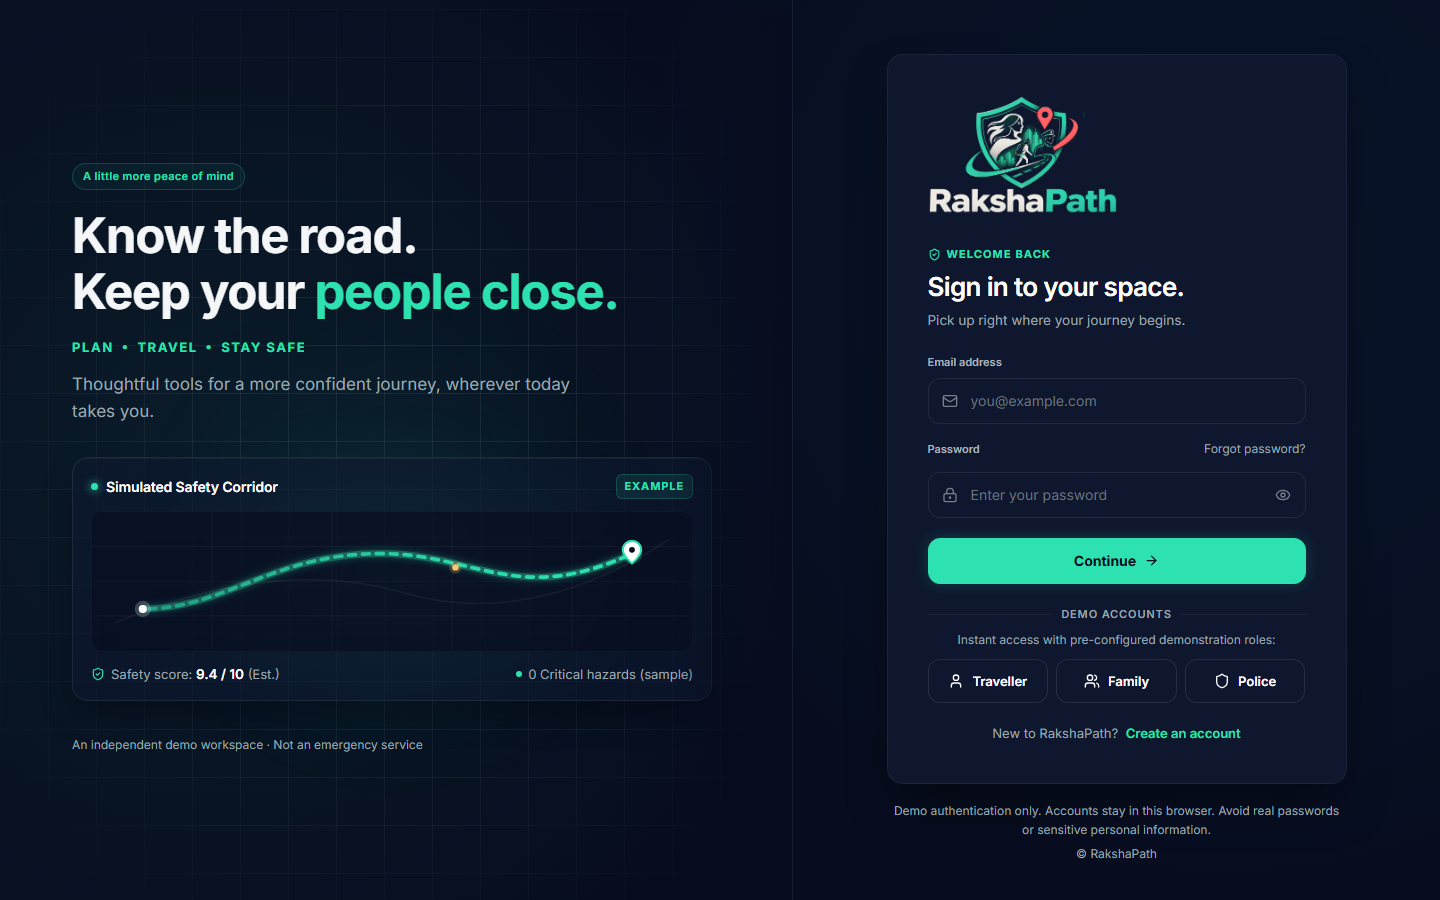 A little more peace of mind
Know the road.
Keep your people close.
PLAN • TRAVEL • STAY SAFE
Thoughtful tools for a more confident journey, wherever today
takes you.
Simulated Safety Corridor
EXAMPLE
Safety score: 9.4 / 10 (Est.)
0 Critical hazards (sample)
An independent demo workspace · Not an emergency service
RakshaPath
WELCOME BACK
Sign in to your space.
Pick up right where your journey begins.
Email address
you@example.com
Password
Forgot password?
Enter your password
Continue
DEMO ACCOUNTS
Instant access with pre-configured demonstration roles:
Traveller
Family
Police
New to RakshaPath? Create an account
Demo authentication only. Accounts stay in this browser. Avoid real passwords
or sensitive personal information.
© RakshaPath